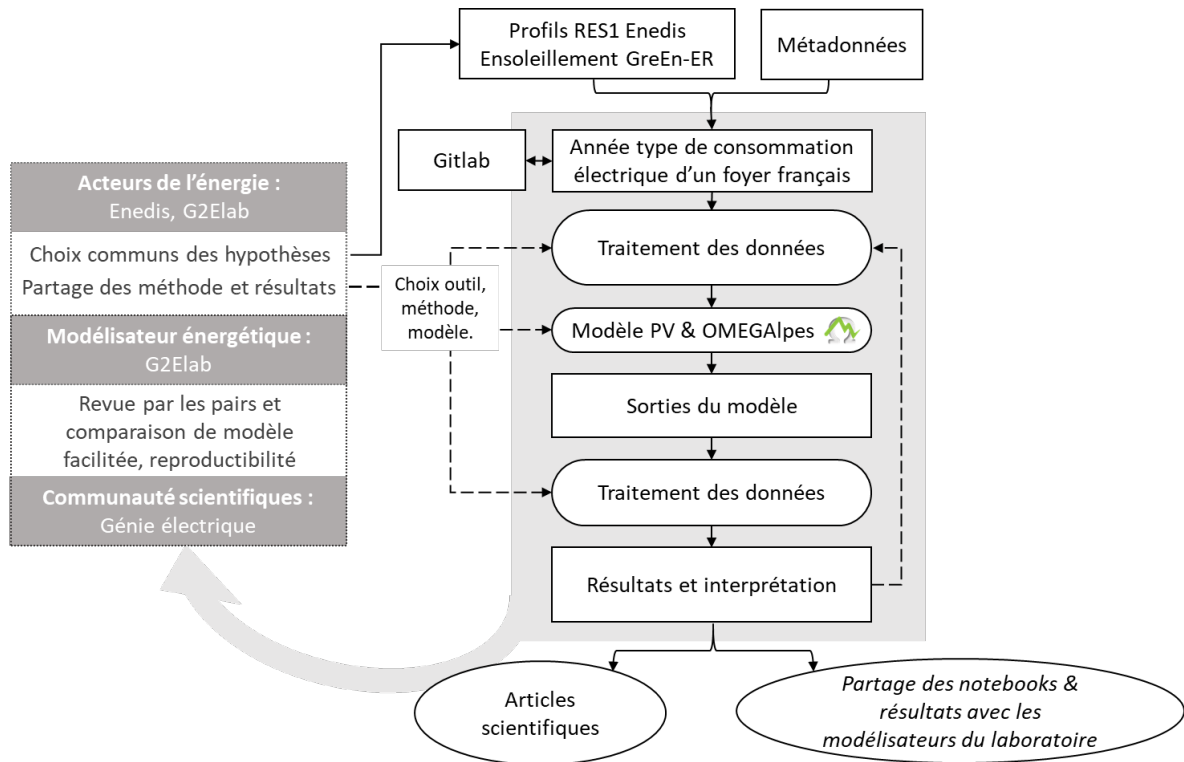 Profils RES1 Enedis
Ensoleillement GreEn-ER
Métadonnées
Gitlab
Année type de consommation
électrique d'un foyer français
Acteurs de l'énergie :
Enedis, G2Elab
Choix communs des hypothèses
Partage des méthode et résultats
Modélisateur énergétique :
G2Elab
Revue par les pairs et
comparaison de modèle
facilitée, reproductibilité
Communauté scientifiques :
Génie électrique
Choix outil,
méthode,
modèle.
Traitement des données
Modèle PV & OMEGAlpes
Sorties du modèle
Traitement des données
Résultats et interprétation
Articles
scientifiques
Partage des notebooks &
résultats avec les
modélisateurs du laboratoire